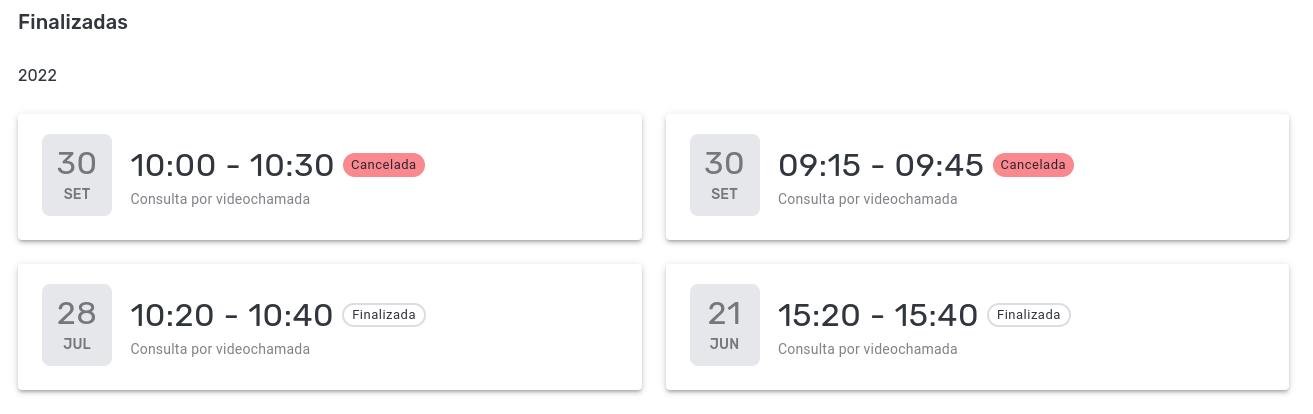 Finalizadas
2022
30
SET
10:00 - 10:30 Cancelada
Consulta por videochamada
30
SET
09:15 - 09:45 Cancelada
Consulta por videochamada
28
JUL
10:20 - 10:40 Finalizada
Consulta por videochamada
21
JUN
15:20 - 15:40 Finalizada
Consulta por videochamada